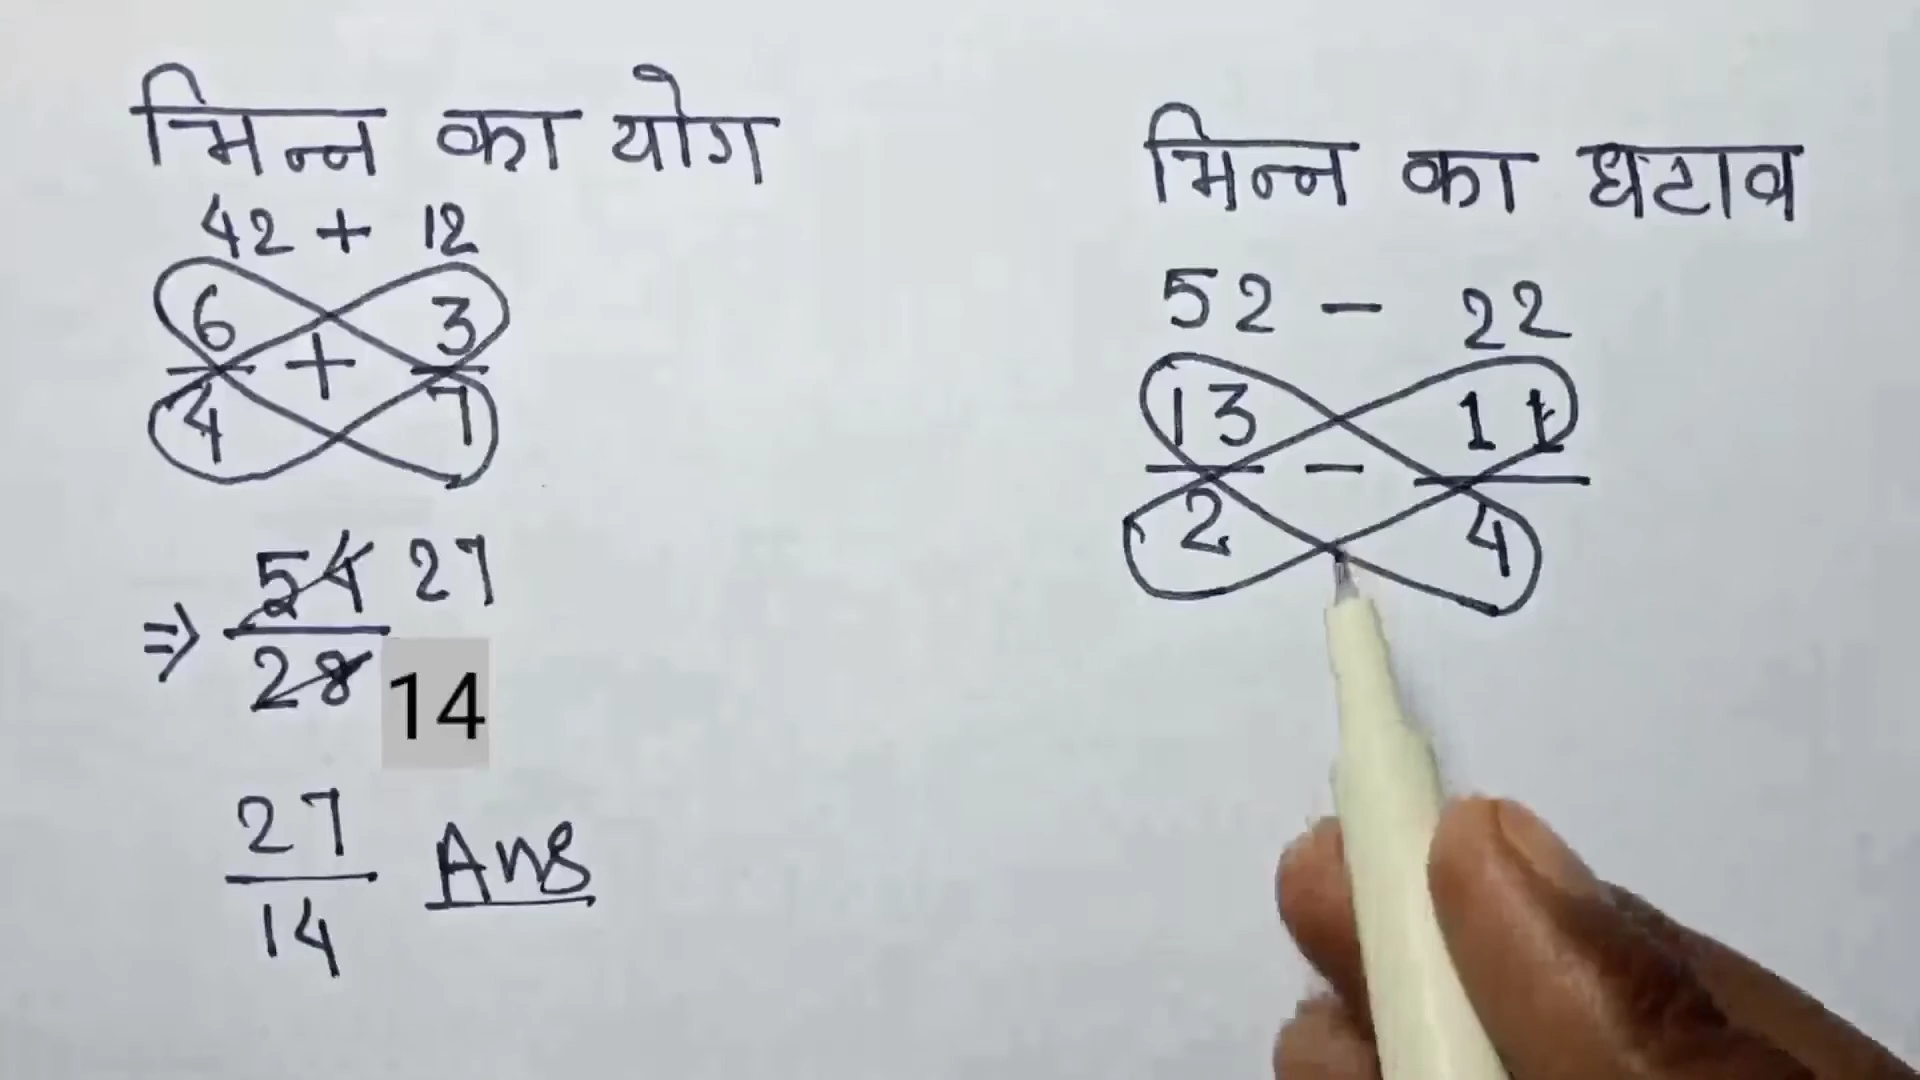 भिन्न का योग
42 + 12
6 + 3
4 7
⇒ 54 27
28 14
27 Ans
14
भिन्न का घटाव
52 - 22
13 - 11
2 4